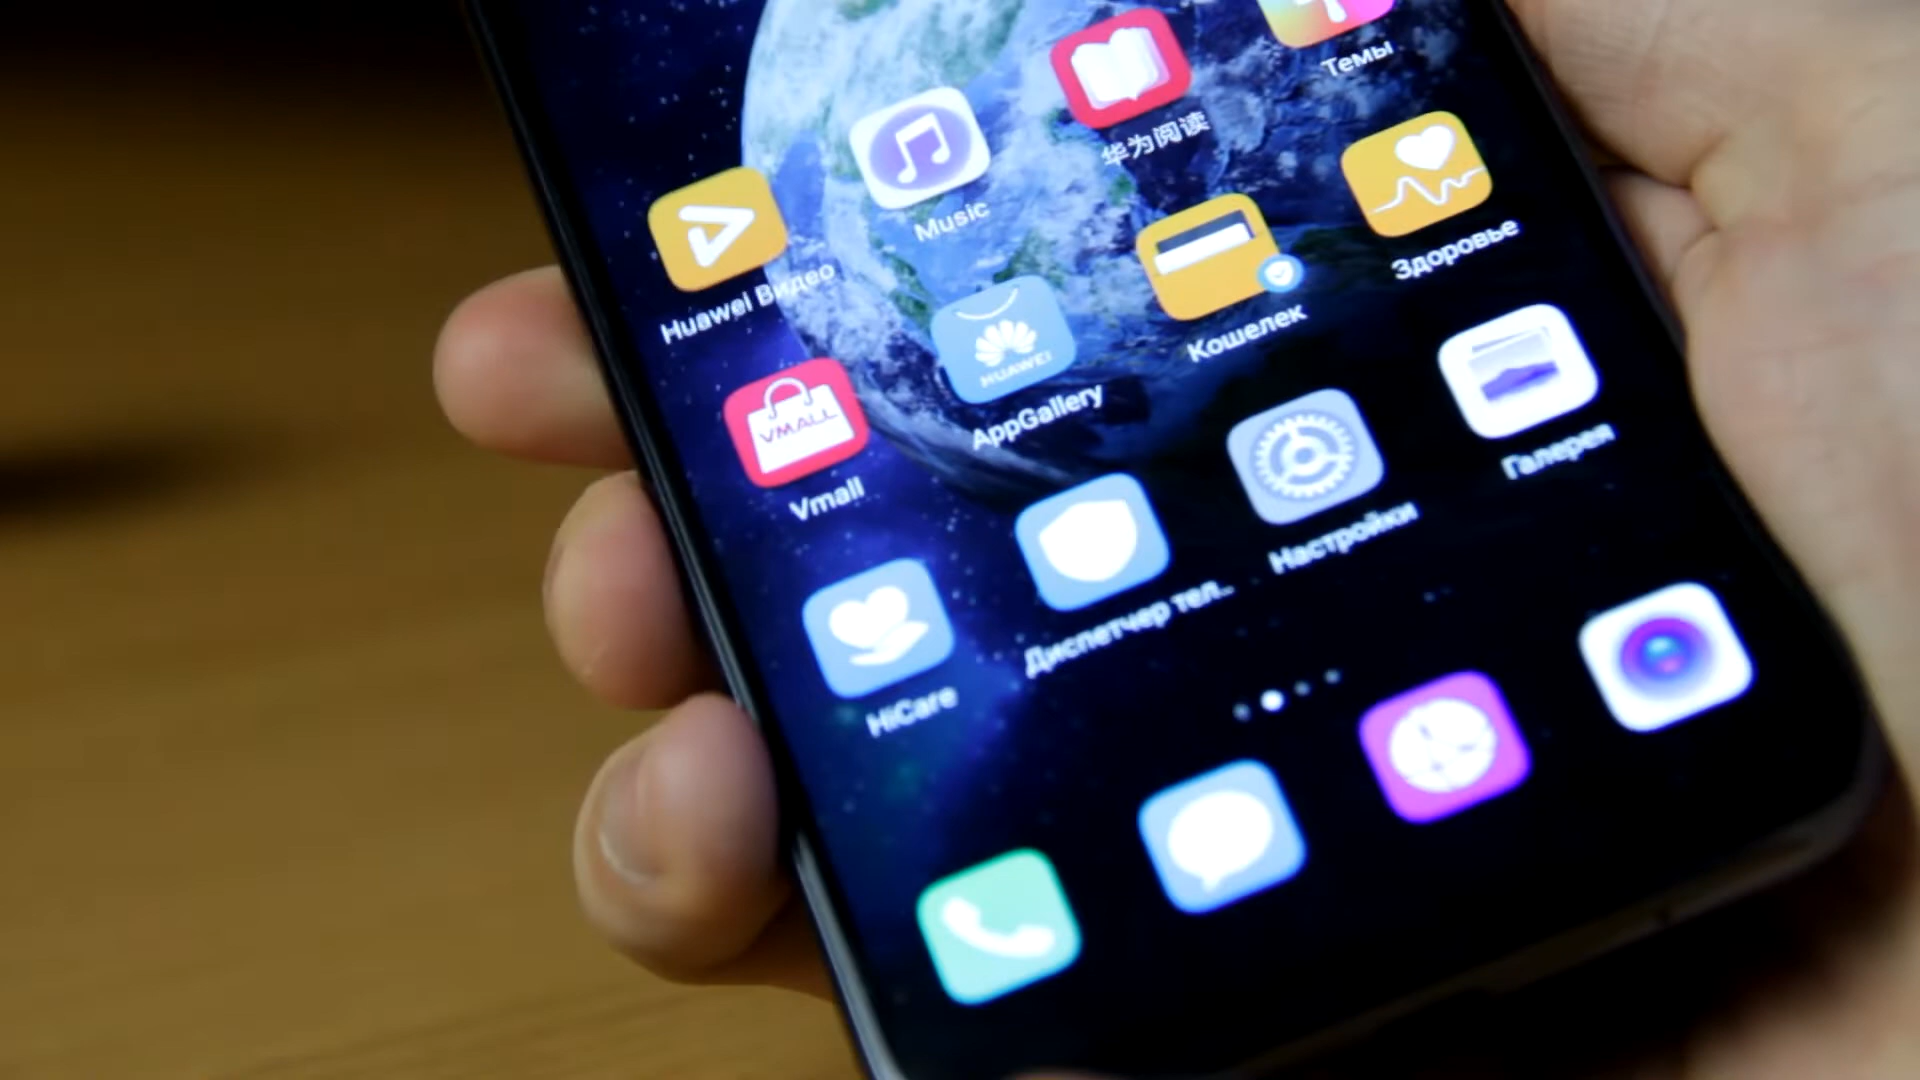 Huawei Видео
Music
华为阅读
Темы
VMALL
Vmall
HUAWEI
AppGallery
Кошелек
Здоровье
HiCare
Диспетчер тел..
Настройки
Галерея